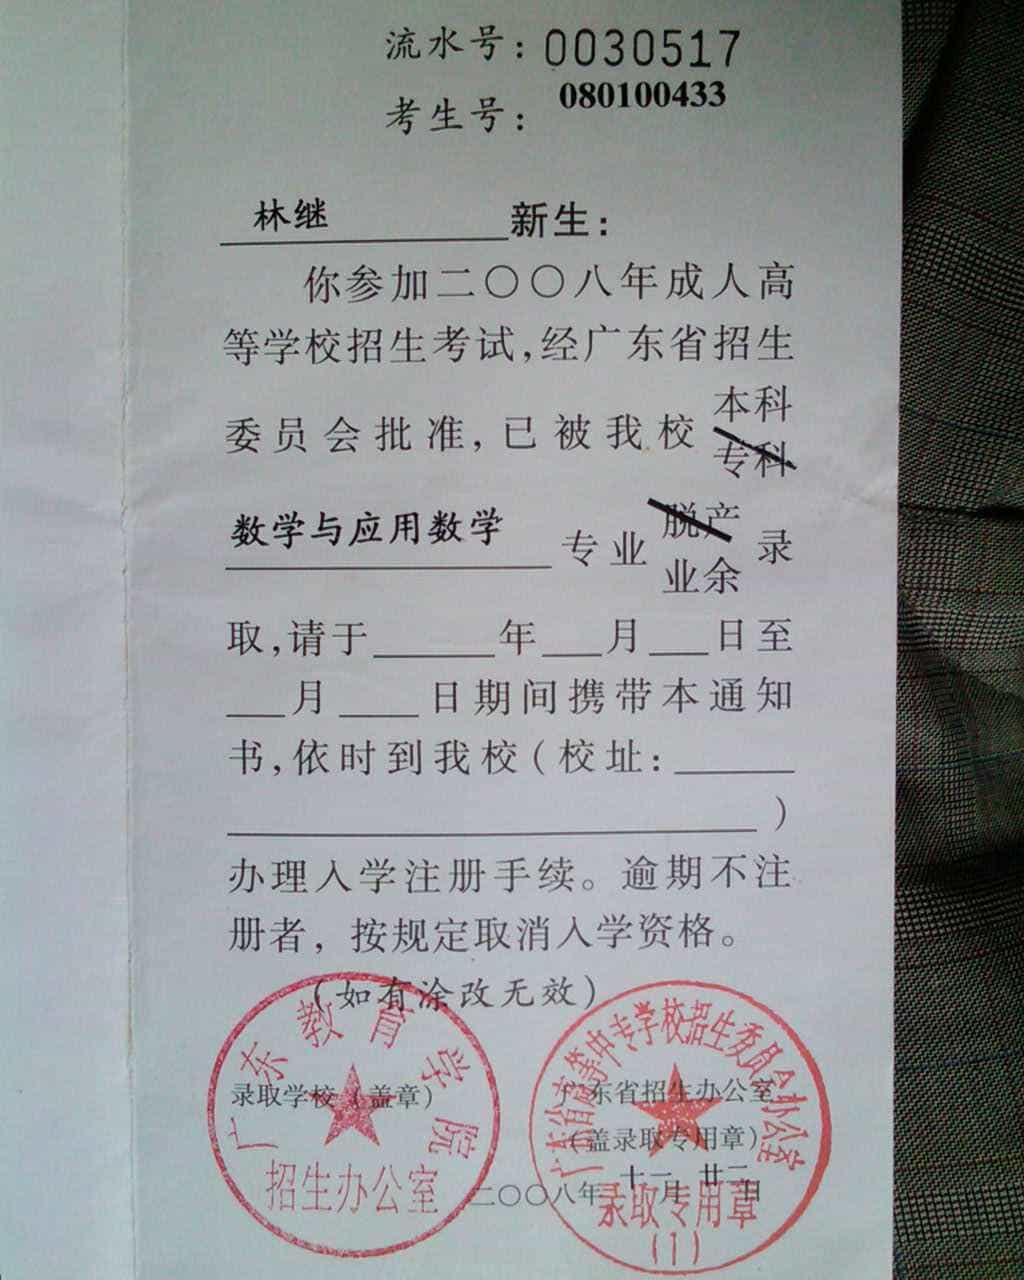 流水号：0030517
考生号：080100433
林继 新生：
你参加二〇〇八年成人高
等学校招生考试，经广东省招生
委员会批准，已被我校 本科
专科
数学与应用数学 专业 脱产 录
业余
取，请于______年___月___日至
___月____日期间携带本通知
书，依时到我校（校址：______
__________________________）
办理入学注册手续。逾期不注
册者，按规定取消入学资格。
（如有涂改无效）
广东教育学院
录取学校（盖章）
招生办公室
广东省高等中专学校招生委员会办公室
广东省招生办公室
（盖录取专用章）
二〇〇八年十一月廿二日
录取专用章
（1）